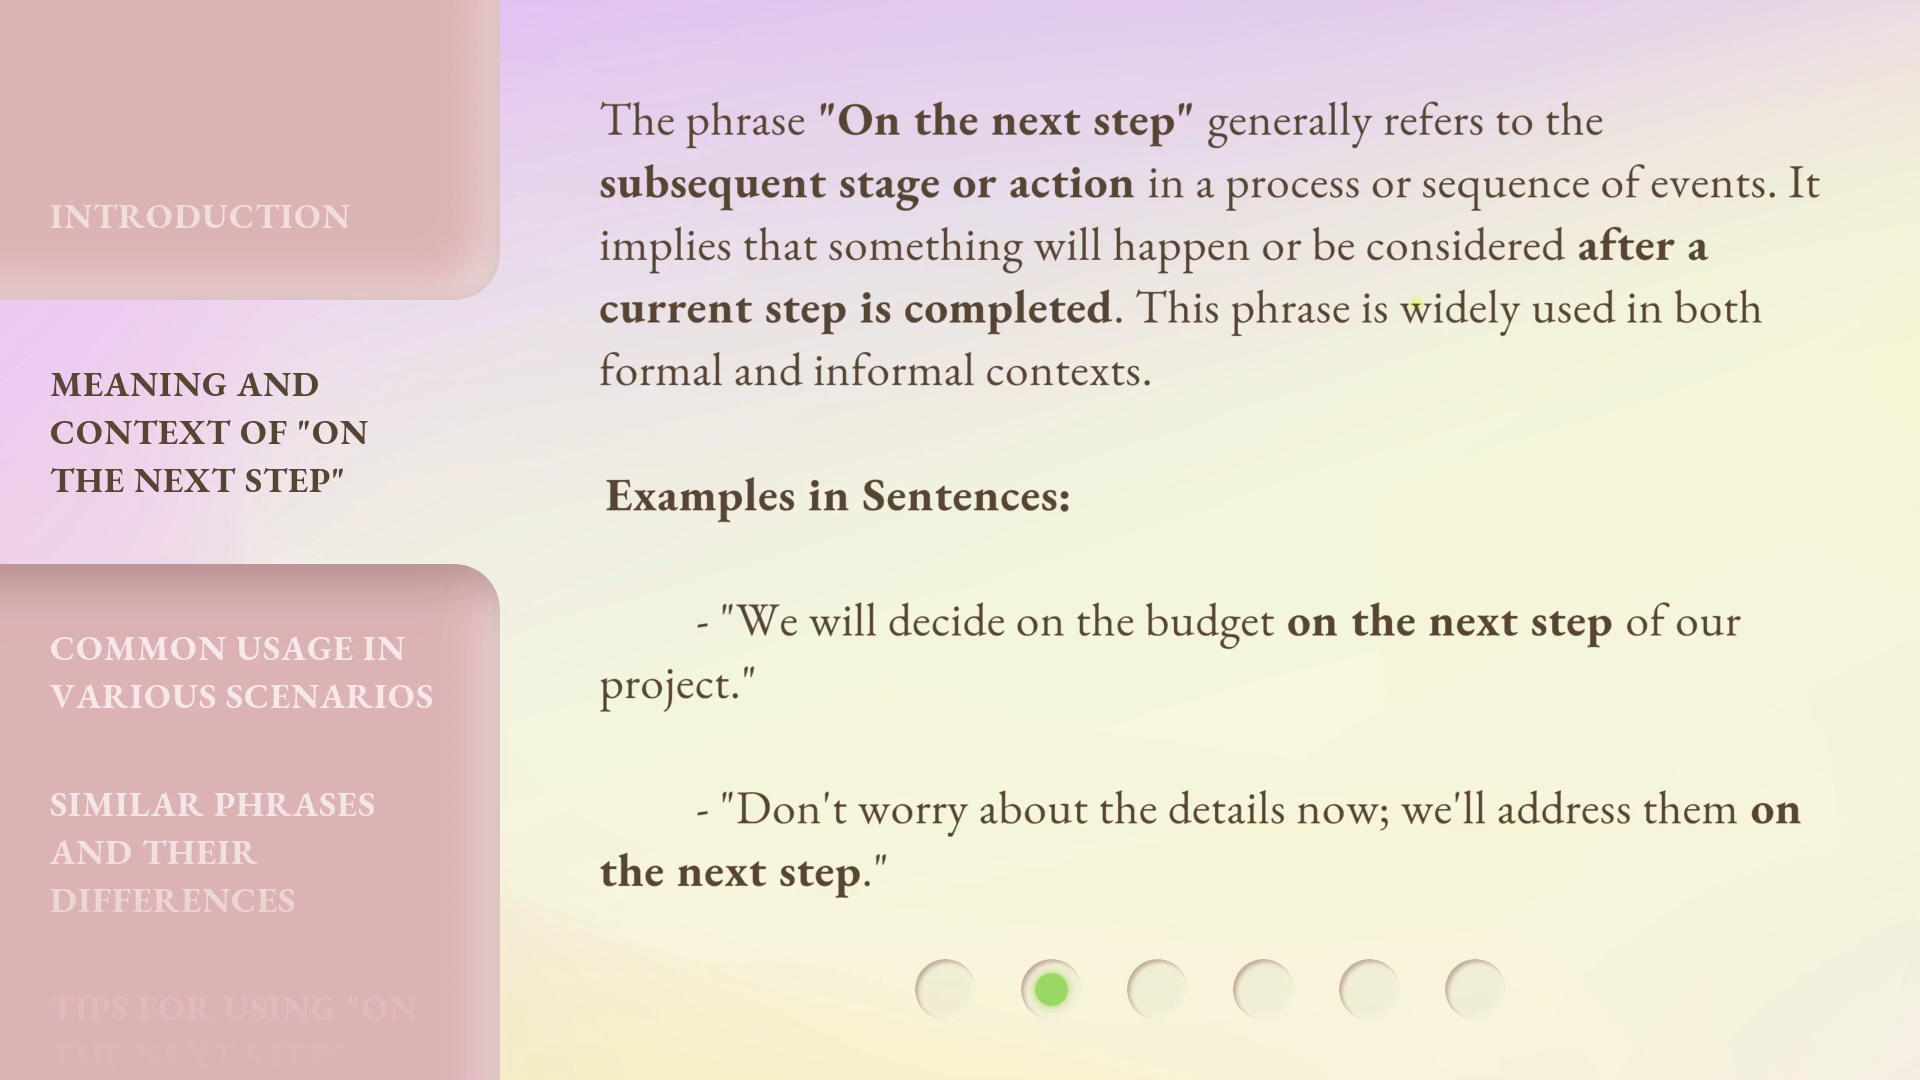 INTRODUCTION
MEANING AND
CONTEXT OF "ON
THE NEXT STEP"
COMMON USAGE IN
VARIOUS SCENARIOS
SIMILAR PHRASES
AND THEIR
DIFFERENCES
TIPS FOR USING "ON
THE NEXT STEP"
The phrase "On the next step" generally refers to the
subsequent stage or action in a process or sequence of events. It
implies that something will happen or be considered after a
current step is completed. This phrase is widely used in both
formal and informal contexts.
Examples in Sentences:
- "We will decide on the budget on the next step of our
project."
- "Don't worry about the details now; we'll address them on
the next step."